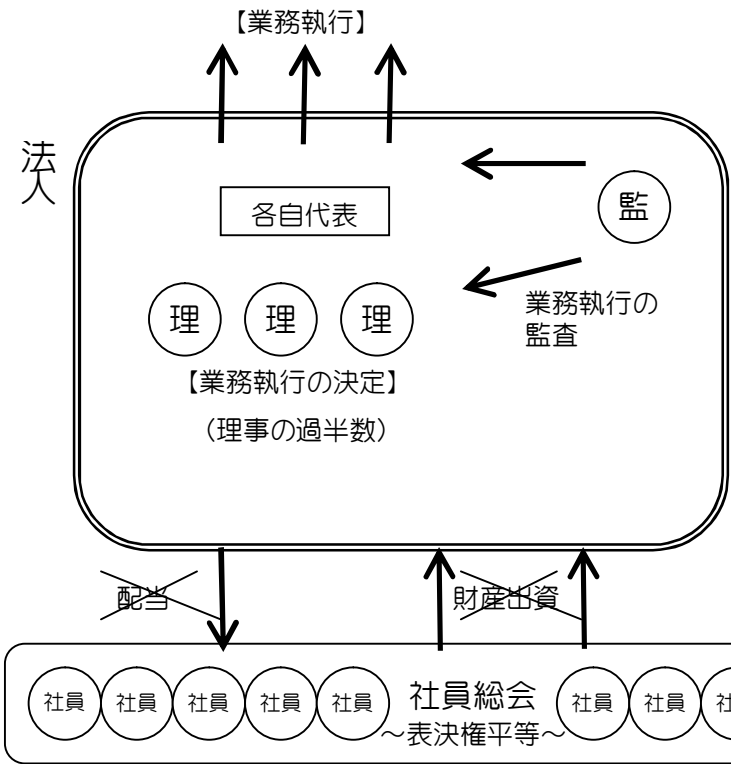 【業務執行】
法人
各自代表
監
理 理 理
業務執行の
監査
【業務執行の決定】
（理事の過半数）
配当
財産出資
社員 社員 社員 社員 社員 社員総会 社員 社員 社
～表決権平等～